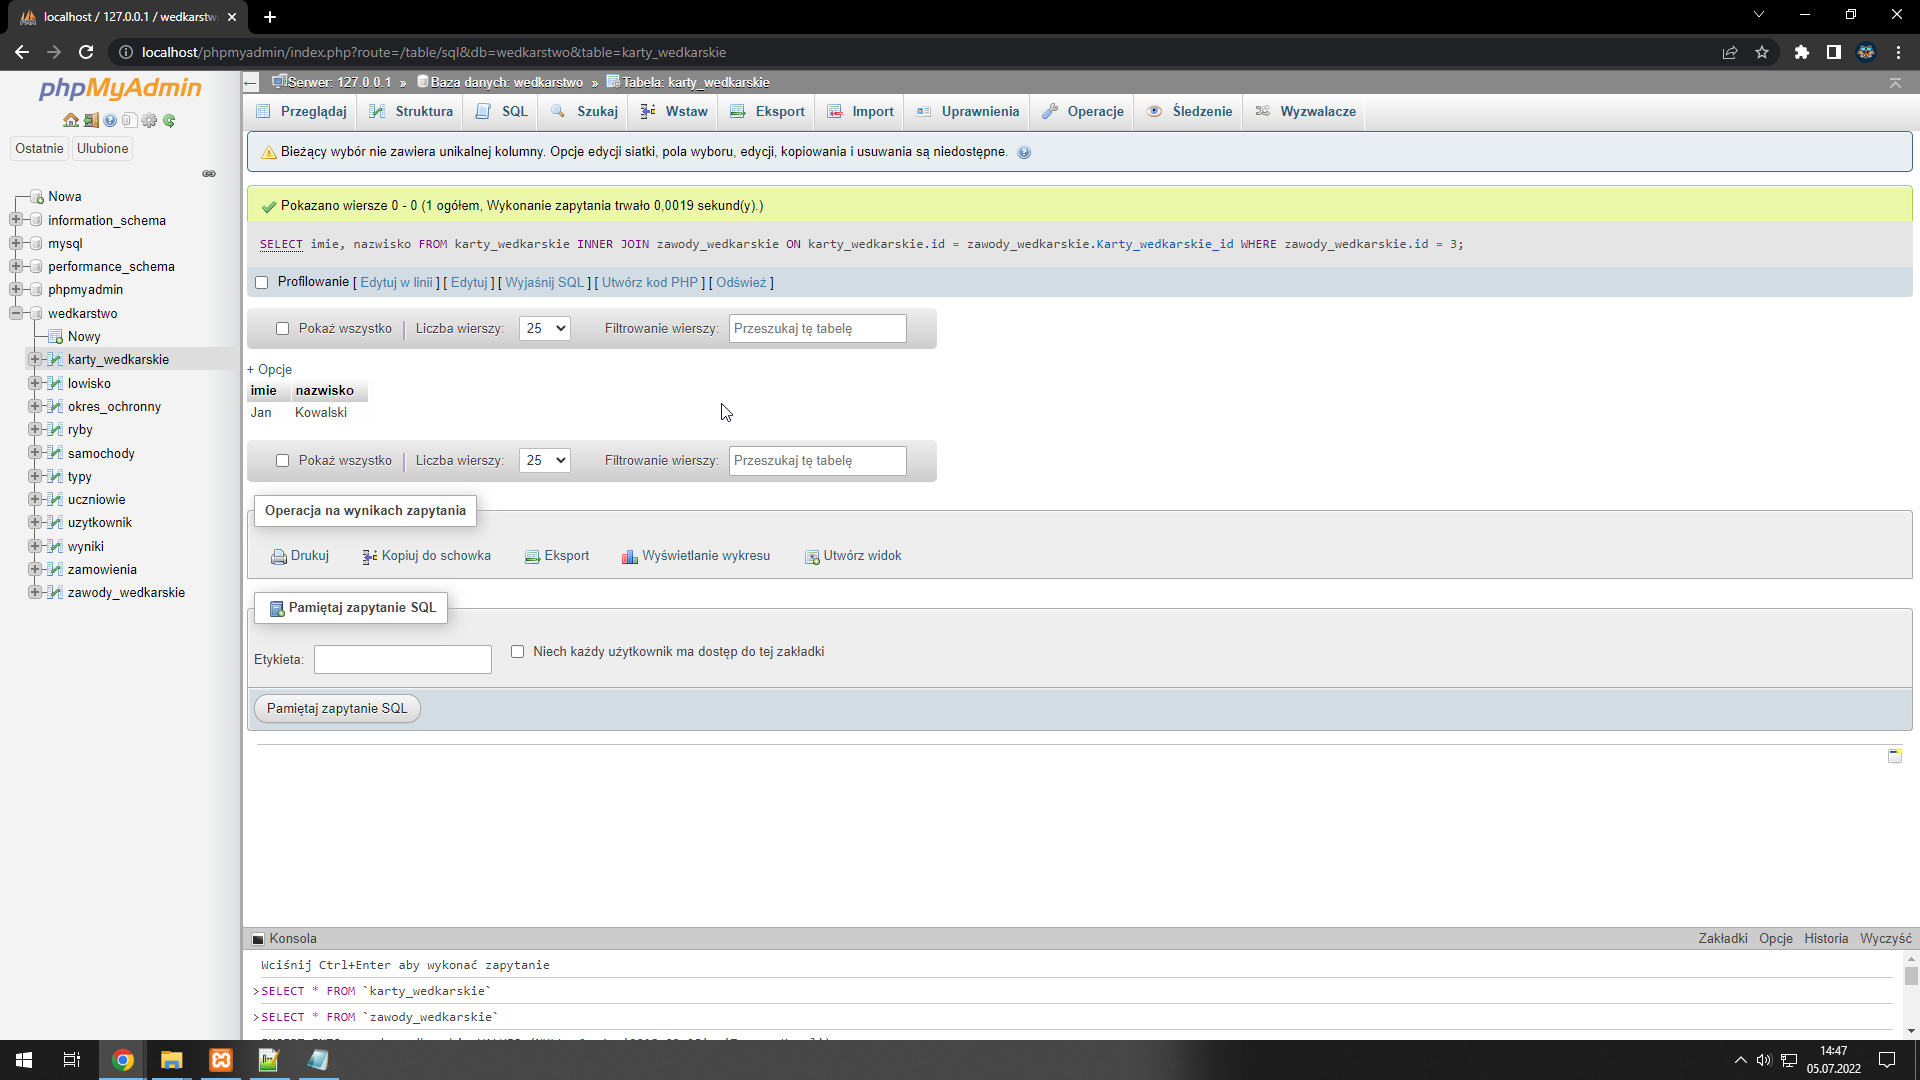 localhost / 127.0.0.1 / wedkarstw
localhost/phpmyadmin/index.php?route=/table/sql&db=wedkarstwo&table=karty_wedkarskie
phpMyAdmin
Ostatnie Ulubione
Nowa
information_schema
mysql
performance_schema
phpmyadmin
wedkarstwo
Nowy
karty_wedkarskie
lowisko
okres_ochronny
ryby
samochody
typy
uczniowie
uzytkownik
wyniki
zamowienia
zawody_wedkarskie
Serwer: 127.0.0.1 » Baza danych: wedkarstwo » Tabela: karty_wedkarskie
Przeglądaj Struktura SQL Szukaj Wstaw Eksport Import Uprawnienia Operacje Śledzenie Wyzwalacze
Bieżący wybór nie zawiera unikalnej kolumny. Opcje edycji siatki, pola wyboru, edycji, kopiowania i usuwania są niedostępne.
Pokazano wiersze 0 - 0 (1 ogółem, Wykonanie zapytania trwało 0,0019 sekund(y).)
SELECT imie, nazwisko FROM karty_wedkarskie INNER JOIN zawody_wedkarskie ON karty_wedkarskie.id = zawody_wedkarskie.Karty_wedkarskie_id WHERE zawody_wedkarskie.id = 3;
Profilowanie [ Edytuj w linii ] [ Edytuj ] [ Wyjaśnij SQL ] [ Utwórz kod PHP ] [ Odśwież ]
Pokaż wszystko | Liczba wierszy: 25 Filtrowanie wierszy: Przeszukaj tę tabelę
+ Opcje
imie nazwisko
Jan Kowalski
Pokaż wszystko | Liczba wierszy: 25 Filtrowanie wierszy: Przeszukaj tę tabelę
Operacja na wynikach zapytania
Drukuj Kopiuj do schowka Eksport Wyświetlanie wykresu Utwórz widok
Pamiętaj zapytanie SQL
Etykieta: Niech każdy użytkownik ma dostęp do tej zakładki
Pamiętaj zapytanie SQL
Konsola Zakładki Opcje Historia Wyczyść
Wciśnij Ctrl+Enter aby wykonać zapytanie
>SELECT * FROM `karty_wedkarskie`
>SELECT * FROM `zawody_wedkarskie`
14:47
05.07.2022